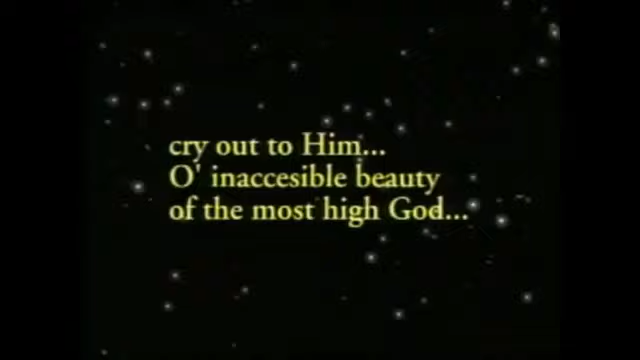 cry out to Him...
O' inaccesible beauty
of the most high God...